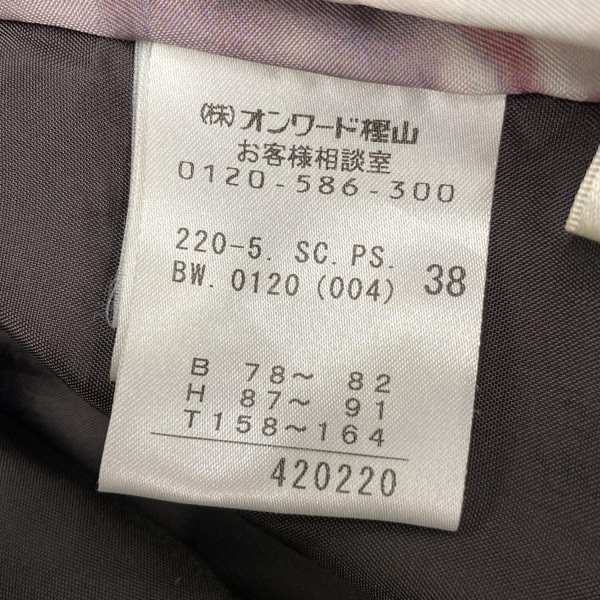 (株)オンワード樫山
お客様相談室
0120-586-300
220-5. SC. PS.
BW. 0120 (004) 38
B 78～ 82
H 87～ 91
T158～164
420220